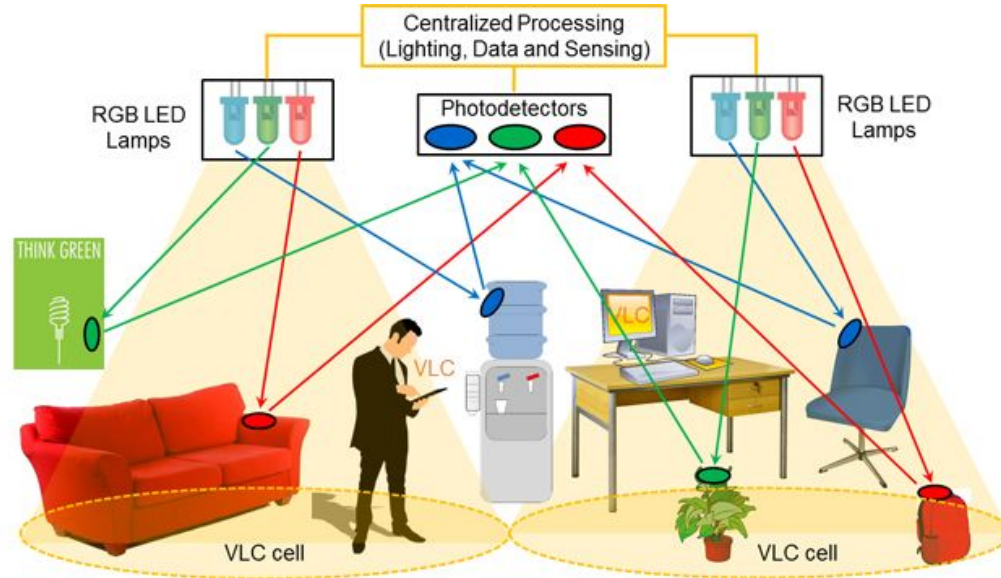 Centralized Processing
(Lighting, Data and Sensing)
RGB LED
Lamps
Photodetectors
RGB LED
Lamps
THINK GREEN
VLC
VLC
VLC cell
VLC cell